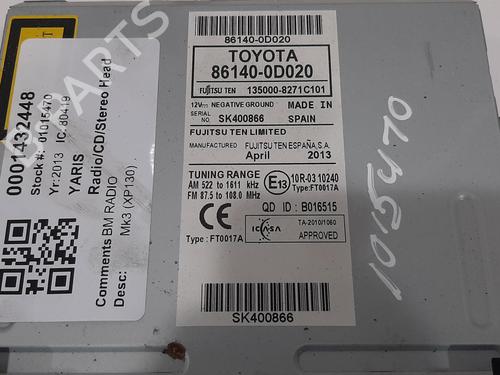 86140-0D020
TOYOTA
86140-0D020
FUJITSU TEN 135000-8271C101
12V NEGATIVE GROUND MADE IN
SERIAL NO. SK400866 SPAIN
FUJITSU TEN LIMITED
MANUFACTURED FUJITSU TEN ESPAÑA,S.A.
April 2013
TUNING RANGE
AM 522 to 1611 kHz
FM 87.5 to 108.0 MHz
E13
10R-03 10240
Type:FT0017A
QD ID : B016515
CE
Type : FT0017A
ICASA
TA-2010/1060
APPROVED
SK400866
0001432448
Stock#: 01015470
Yr:2013 IC:80419
YARIS
Radio/CD/Stereo Head
Comments BM RADIO
Desc: Mk3 (XP130)
1015470
B-PARTS